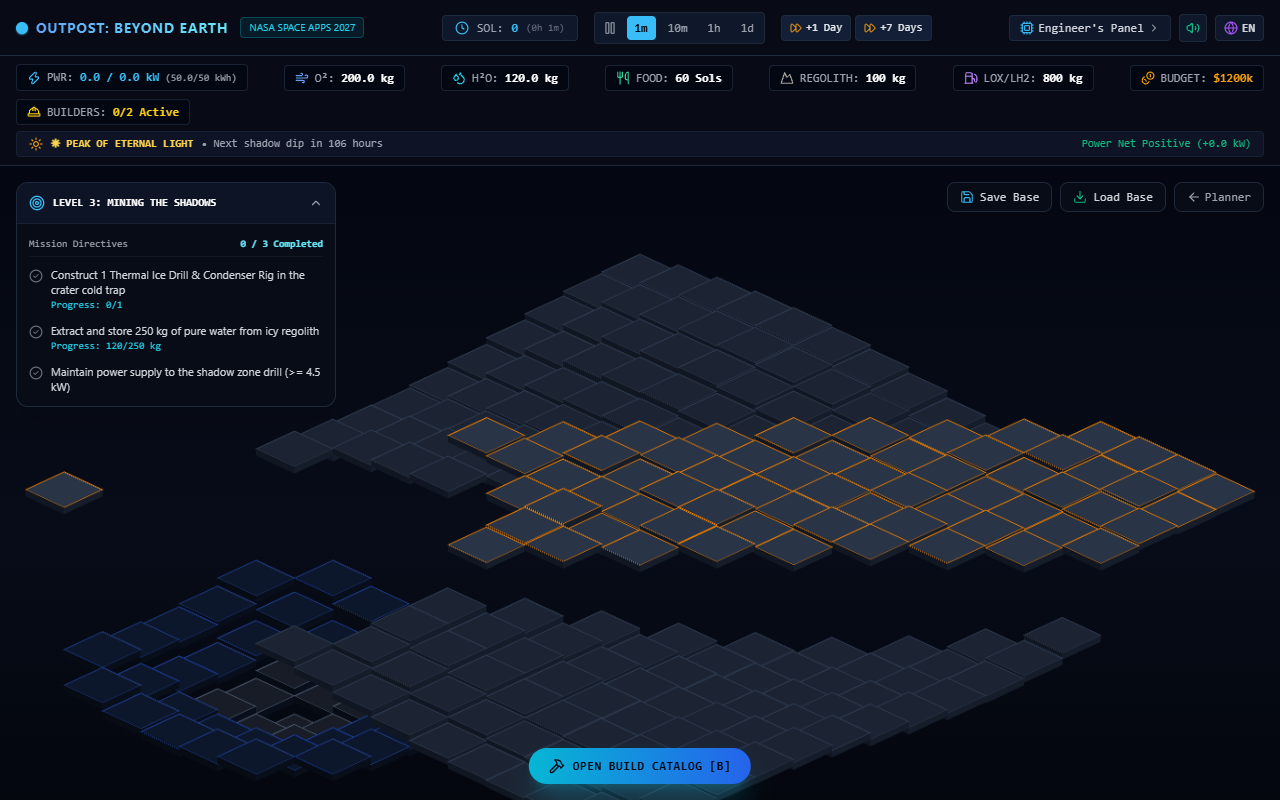 OUTPOST: BEYOND EARTH
NASA SPACE APPS 2027
SOL: 0 (0h 1m)
1m 10m 1h 1d
+1 Day
+7 Days
Engineer's Panel
EN
PWR: 0.0 / 0.0 kW (50.0/50 kWh)
O²: 200.0 kg
H²O: 120.0 kg
FOOD: 60 Sols
REGOLITH: 100 kg
LOX/LH2: 800 kg
BUDGET: $1200k
BUILDERS: 0/2 Active
PEAK OF ETERNAL LIGHT • Next shadow dip in 106 hours
Power Net Positive (+0.0 kW)
LEVEL 3: MINING THE SHADOWS
Save Base
Load Base
Planner
Mission Directives
0 / 3 Completed
Construct 1 Thermal Ice Drill & Condenser Rig in the
crater cold trap
Progress: 0/1
Extract and store 250 kg of pure water from icy regolith
Progress: 120/250 kg
Maintain power supply to the shadow zone drill (>= 4.5
kW)
OPEN BUILD CATALOG [B]